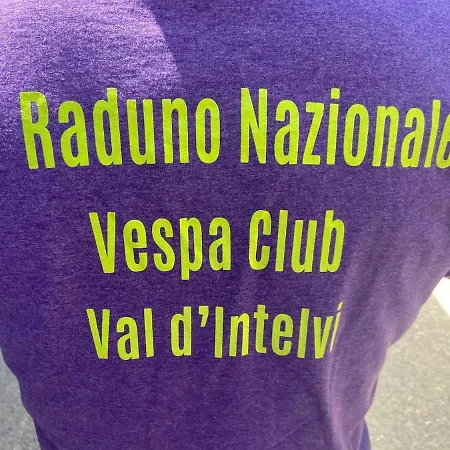 Raduno Nazionale
Vespa Club
Val d'Intelvi